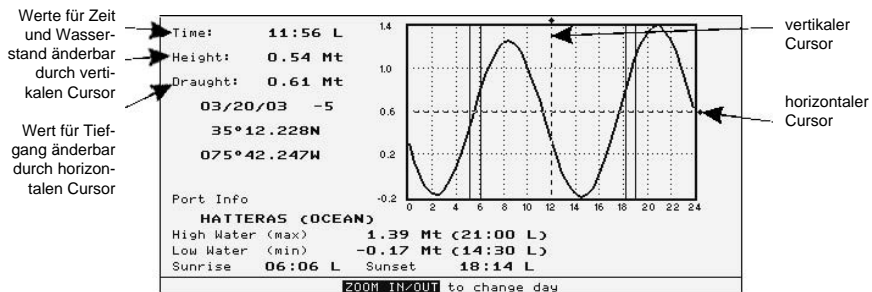 Werte für Zeit
und Wasser-
stand änderbar
durch verti-
kalen Cursor
Wert für Tief-
gang änderbar
durch horizon-
talen Cursor
Time: 11:56 L
Height: 0.54 Mt
Draught: 0.61 Mt
03/20/03 -5
35°12.228N
075°42.247W
Port Info
HATTERAS (OCEAN)
High Water (max) 1.39 Mt (21:00 L)
Low Water (min) -0.17 Mt (14:30 L)
Sunrise 06:06 L Sunset 18:14 L
ZOOM IN/OUT to change day
1.4
1.0
0.6
0.2
-0.2
0 2 4 6 8 10 12 14 16 18 20 22 24
vertikaler
Cursor
horizontaler
Cursor